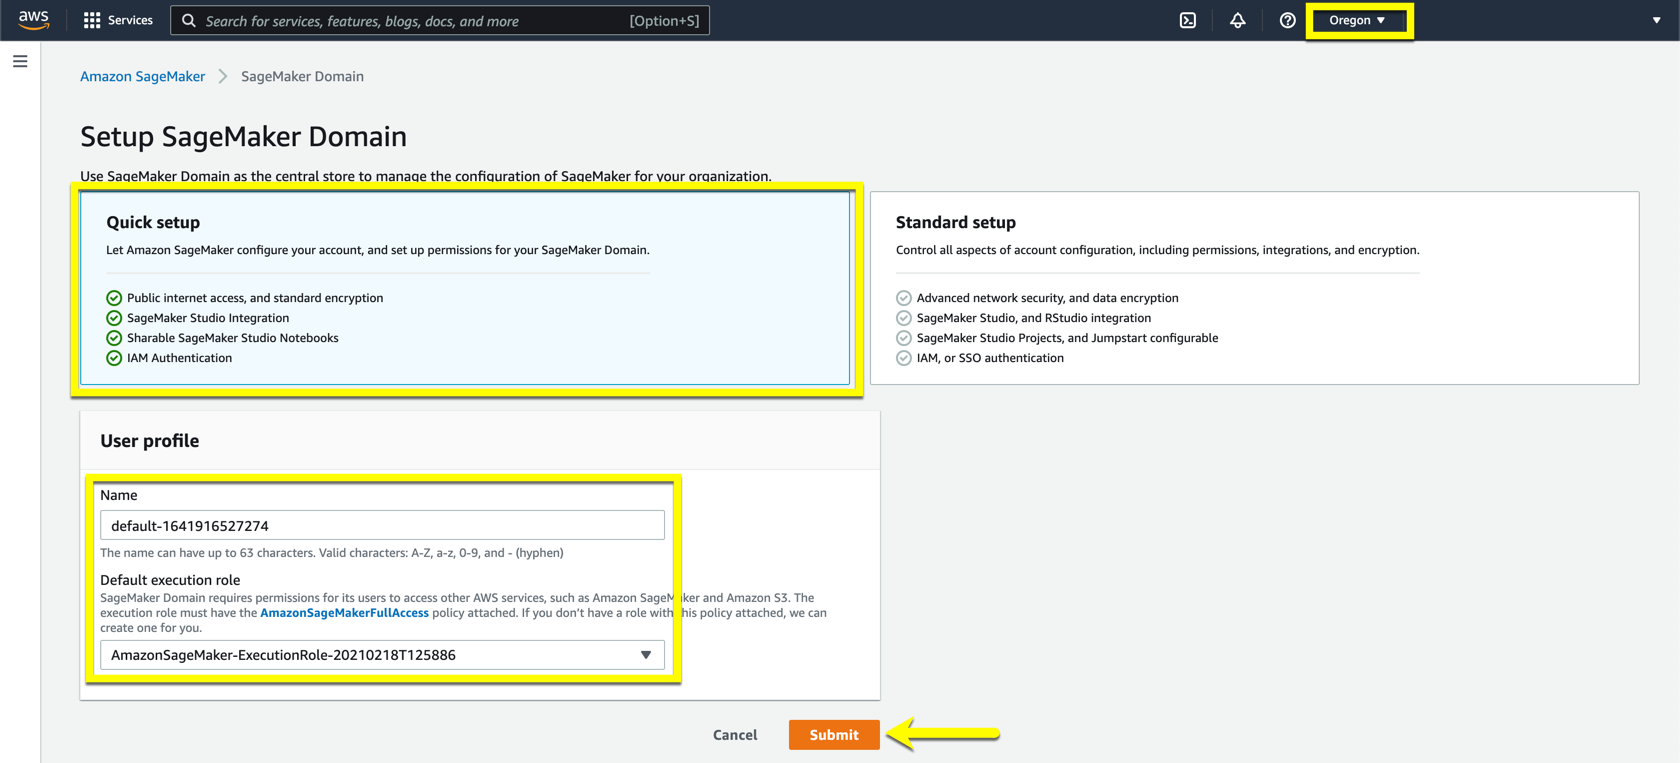 aws
Services
Search for services, features, blogs, docs, and more
[Option+S]
Oregon
Amazon SageMaker
SageMaker Domain
Setup SageMaker Domain
Use SageMaker Domain as the central store to manage the configuration of SageMaker for your organization.
Quick setup
Let Amazon SageMaker configure your account, and set up permissions for your SageMaker Domain.
Public internet access, and standard encryption
SageMaker Studio Integration
Sharable SageMaker Studio Notebooks
IAM Authentication
Standard setup
Control all aspects of account configuration, including permissions, integrations, and encryption.
Advanced network security, and data encryption
SageMaker Studio, and RStudio integration
SageMaker Studio Projects, and Jumpstart configurable
IAM, or SSO authentication
User profile
Name
default-1641916527274
The name can have up to 63 characters. Valid characters: A-Z, a-z, 0-9, and - (hyphen)
Default execution role
SageMaker Domain requires permissions for its users to access other AWS services, such as Amazon SageMaker and Amazon S3. The
execution role must have the AmazonSageMakerFullAccess policy attached. If you don't have a role with this policy attached, we can
create one for you.
AmazonSageMaker-ExecutionRole-20210218T125886
Cancel
Submit